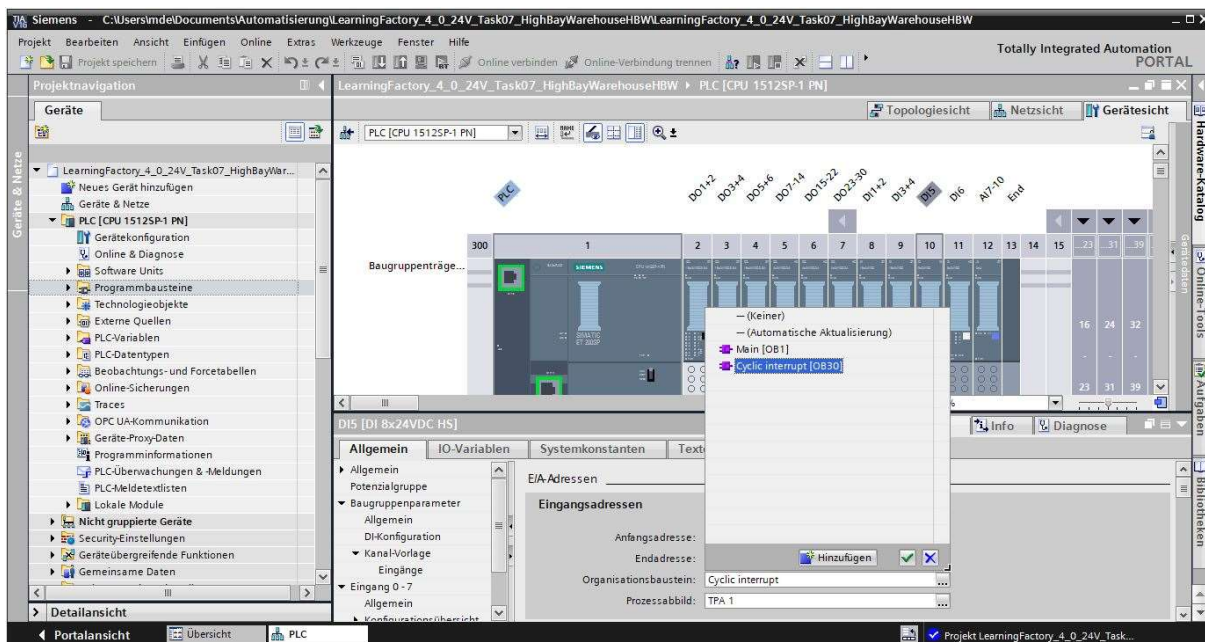 Siemens - C:\Users\mde\Documents\Automatisierung\LearningFactory_4_0_24V_Task07_HighBayWarehouseHBW\LearningFactory_4_0_24V_Task07_HighBayWarehouseHBW
Projekt Bearbeiten Ansicht Einfügen Online Extras Werkzeuge Fenster Hilfe
Totally Integrated Automation
PORTAL
Projekt speichern Online verbinden Online-Verbindung trennen
Projektnavigation
LearningFactory_4_0_24V_Task07_HighBayWarehouseHBW PLC [CPU 1512SP-1 PN]
Geräte
Topologiesicht Netzsicht Gerätesicht
PLC [CPU 1512SP-1 PN]
Geräte & Netze
LearningFactory_4_0_24V_Task07_HighBayWar...
Neues Gerät hinzufügen
Geräte & Netze
PLC [CPU 1512SP-1 PN]
Gerätekonfiguration
Online & Diagnose
Software Units
Programmbausteine
Technologieobjekte
Externe Quellen
PLC-Variablen
PLC-Datentypen
Beobachtungs- und Forcetabellen
Online-Sicherungen
Traces
OPC UA-Kommunikation
Geräte-Proxy-Daten
Programminformationen
PLC-Überwachungen & -Meldungen
PLC-Meldetextlisten
Lokale Module
Nicht gruppierte Geräte
Security-Einstellungen
Geräteübergreifende Funktionen
Gemeinsame Daten
Detailansicht
PLC DO1+2 DO3+4 DO5+6 DO7-14 DO15-22 DO23-30 DI1+2 DI3+4 DI5 DI6 AI7-10 End
300 1 2 3 4 5 6 7 8 9 10 11 12 13 14 15 ...23 ...31 ...39
Baugruppenträge...
SIEMENS
SIMATIC
ET 200SP
16 24 32
- - -
23 31 39
— (Keiner)
— (Automatische Aktualisierung)
Main [OB1]
Cyclic interrupt [OB30]
Hinzufügen
DI5 [DI 8x24VDC HS]
Info Diagnose
Allgemein IO-Variablen Systemkonstanten Text
Allgemein
Potenzialgruppe
Baugruppenparameter
Allgemein
DI-Konfiguration
Kanal-Vorlage
Eingänge
Eingang 0 - 7
Allgemein
Konfigurationsübersicht
E/A-Adressen
Eingangsadressen
Anfangsadresse:
Endadresse:
Organisationsbaustein: Cyclic interrupt ...
Prozessabbild: TPA 1 ...
Hardware-Katalog
Online-Tools
Aufgaben
Bibliotheken
Gerätedaten
Portalansicht Übersicht PLC
Projekt LearningFactory_4_0_24V_Task...